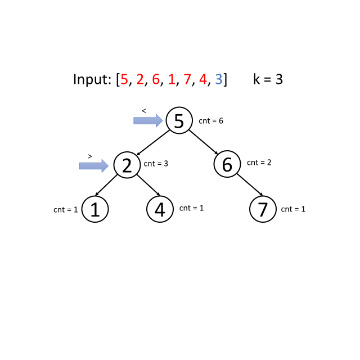 Input: [5, 2, 6, 1, 7, 4, 3] k = 3
<
5 cnt = 6
>
2 cnt = 3 6 cnt = 2
cnt = 1 1 4 cnt = 1 7 cnt = 1